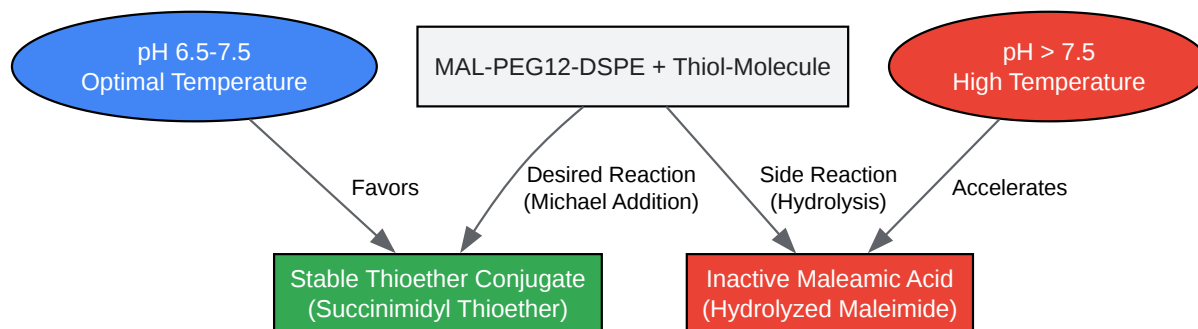 pH 6.5-7.5
Optimal Temperature
MAL-PEG12-DSPE + Thiol-Molecule
pH > 7.5
High Temperature
Favors
Desired Reaction
(Michael Addition)
Side Reaction
(Hydrolysis)
Accelerates
Stable Thioether Conjugate
(Succinimidyl Thioether)
Inactive Maleamic Acid
(Hydrolyzed Maleimide)